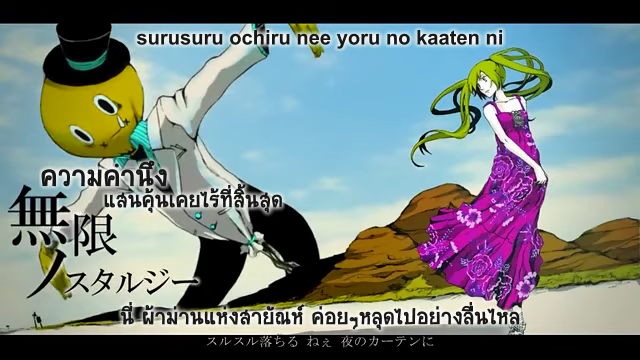 surusuru ochiru nee yoru no kaaten ni
ความคำนึง
แสนคุ้นเคยไร้ที่สิ้นสุด
無限
ノスタルジー
นี่ ผ้าม่านแห่งสายัณห์ ค่อยๆหลุดไปอย่างลื่นไหล
スルスル落ちる ねぇ 夜のカーテンに